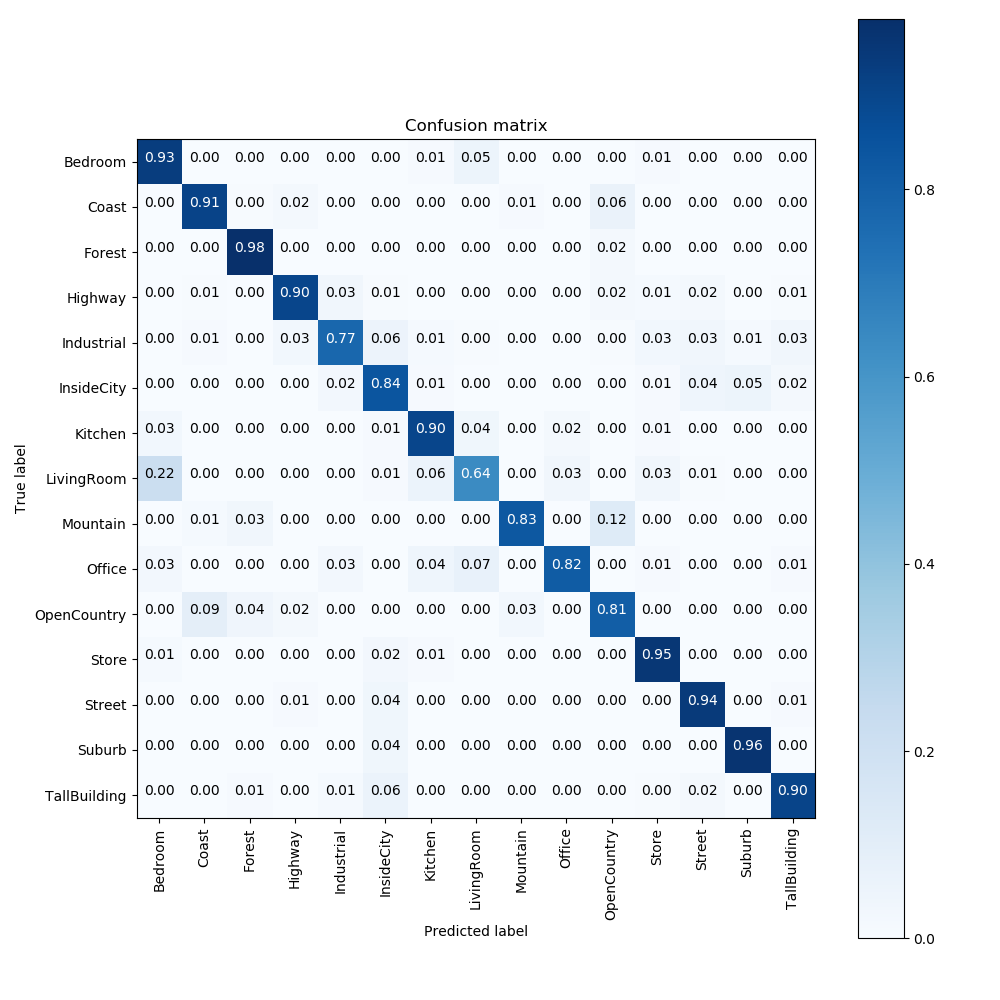 Confusion matrix
Bedroom 0.93 0.00 0.00 0.00 0.00 0.00 0.01 0.05 0.00 0.00 0.00 0.01 0.00 0.00 0.00
Coast 0.00 0.91 0.00 0.02 0.00 0.00 0.00 0.00 0.01 0.00 0.06 0.00 0.00 0.00 0.00
Forest 0.00 0.00 0.98 0.00 0.00 0.00 0.00 0.00 0.00 0.00 0.02 0.00 0.00 0.00 0.00
Highway 0.00 0.01 0.00 0.90 0.03 0.01 0.00 0.00 0.00 0.00 0.02 0.01 0.02 0.00 0.01
Industrial 0.00 0.01 0.00 0.03 0.77 0.06 0.01 0.00 0.00 0.00 0.00 0.03 0.03 0.01 0.03
InsideCity 0.00 0.00 0.00 0.00 0.02 0.84 0.01 0.00 0.00 0.00 0.00 0.01 0.04 0.05 0.02
Kitchen 0.03 0.00 0.00 0.00 0.00 0.01 0.90 0.04 0.00 0.02 0.00 0.01 0.00 0.00 0.00
LivingRoom 0.22 0.00 0.00 0.00 0.00 0.01 0.06 0.64 0.00 0.03 0.00 0.03 0.01 0.00 0.00
Mountain 0.00 0.01 0.03 0.00 0.00 0.00 0.00 0.00 0.83 0.00 0.12 0.00 0.00 0.00 0.00
Office 0.03 0.00 0.00 0.00 0.03 0.00 0.04 0.07 0.00 0.82 0.00 0.01 0.00 0.00 0.01
OpenCountry 0.00 0.09 0.04 0.02 0.00 0.00 0.00 0.00 0.03 0.00 0.81 0.00 0.00 0.00 0.00
Store 0.01 0.00 0.00 0.00 0.00 0.02 0.01 0.00 0.00 0.00 0.00 0.95 0.00 0.00 0.00
Street 0.00 0.00 0.00 0.01 0.00 0.04 0.00 0.00 0.00 0.00 0.00 0.00 0.94 0.00 0.01
Suburb 0.00 0.00 0.00 0.00 0.00 0.04 0.00 0.00 0.00 0.00 0.00 0.00 0.00 0.96 0.00
TallBuilding 0.00 0.00 0.01 0.00 0.01 0.06 0.00 0.00 0.00 0.00 0.00 0.00 0.02 0.00 0.90
True label
Bedroom
Coast
Forest
Highway
Industrial
InsideCity
Kitchen
LivingRoom
Mountain
Office
OpenCountry
Store
Street
Suburb
TallBuilding
Predicted label
0.8
0.6
0.4
0.2
0.0